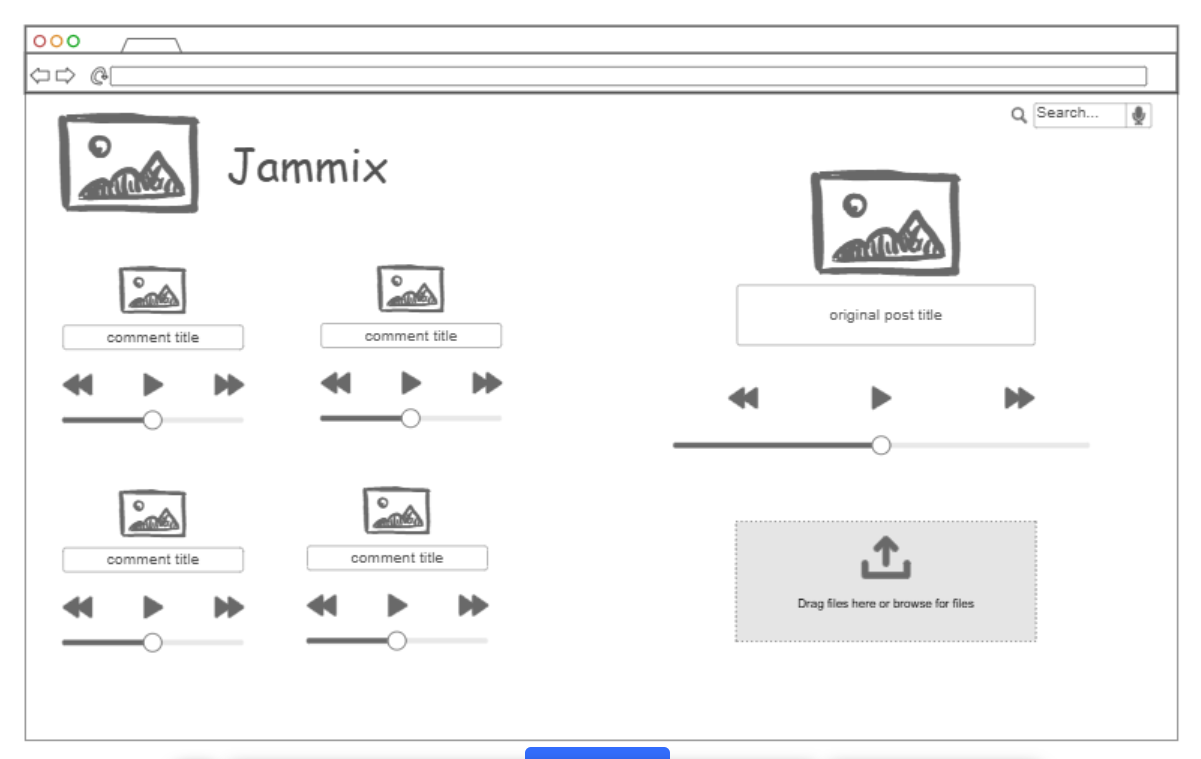 Search...
Jammix
original post title
comment title
comment title
comment title
comment title
Drag files here or browse for files